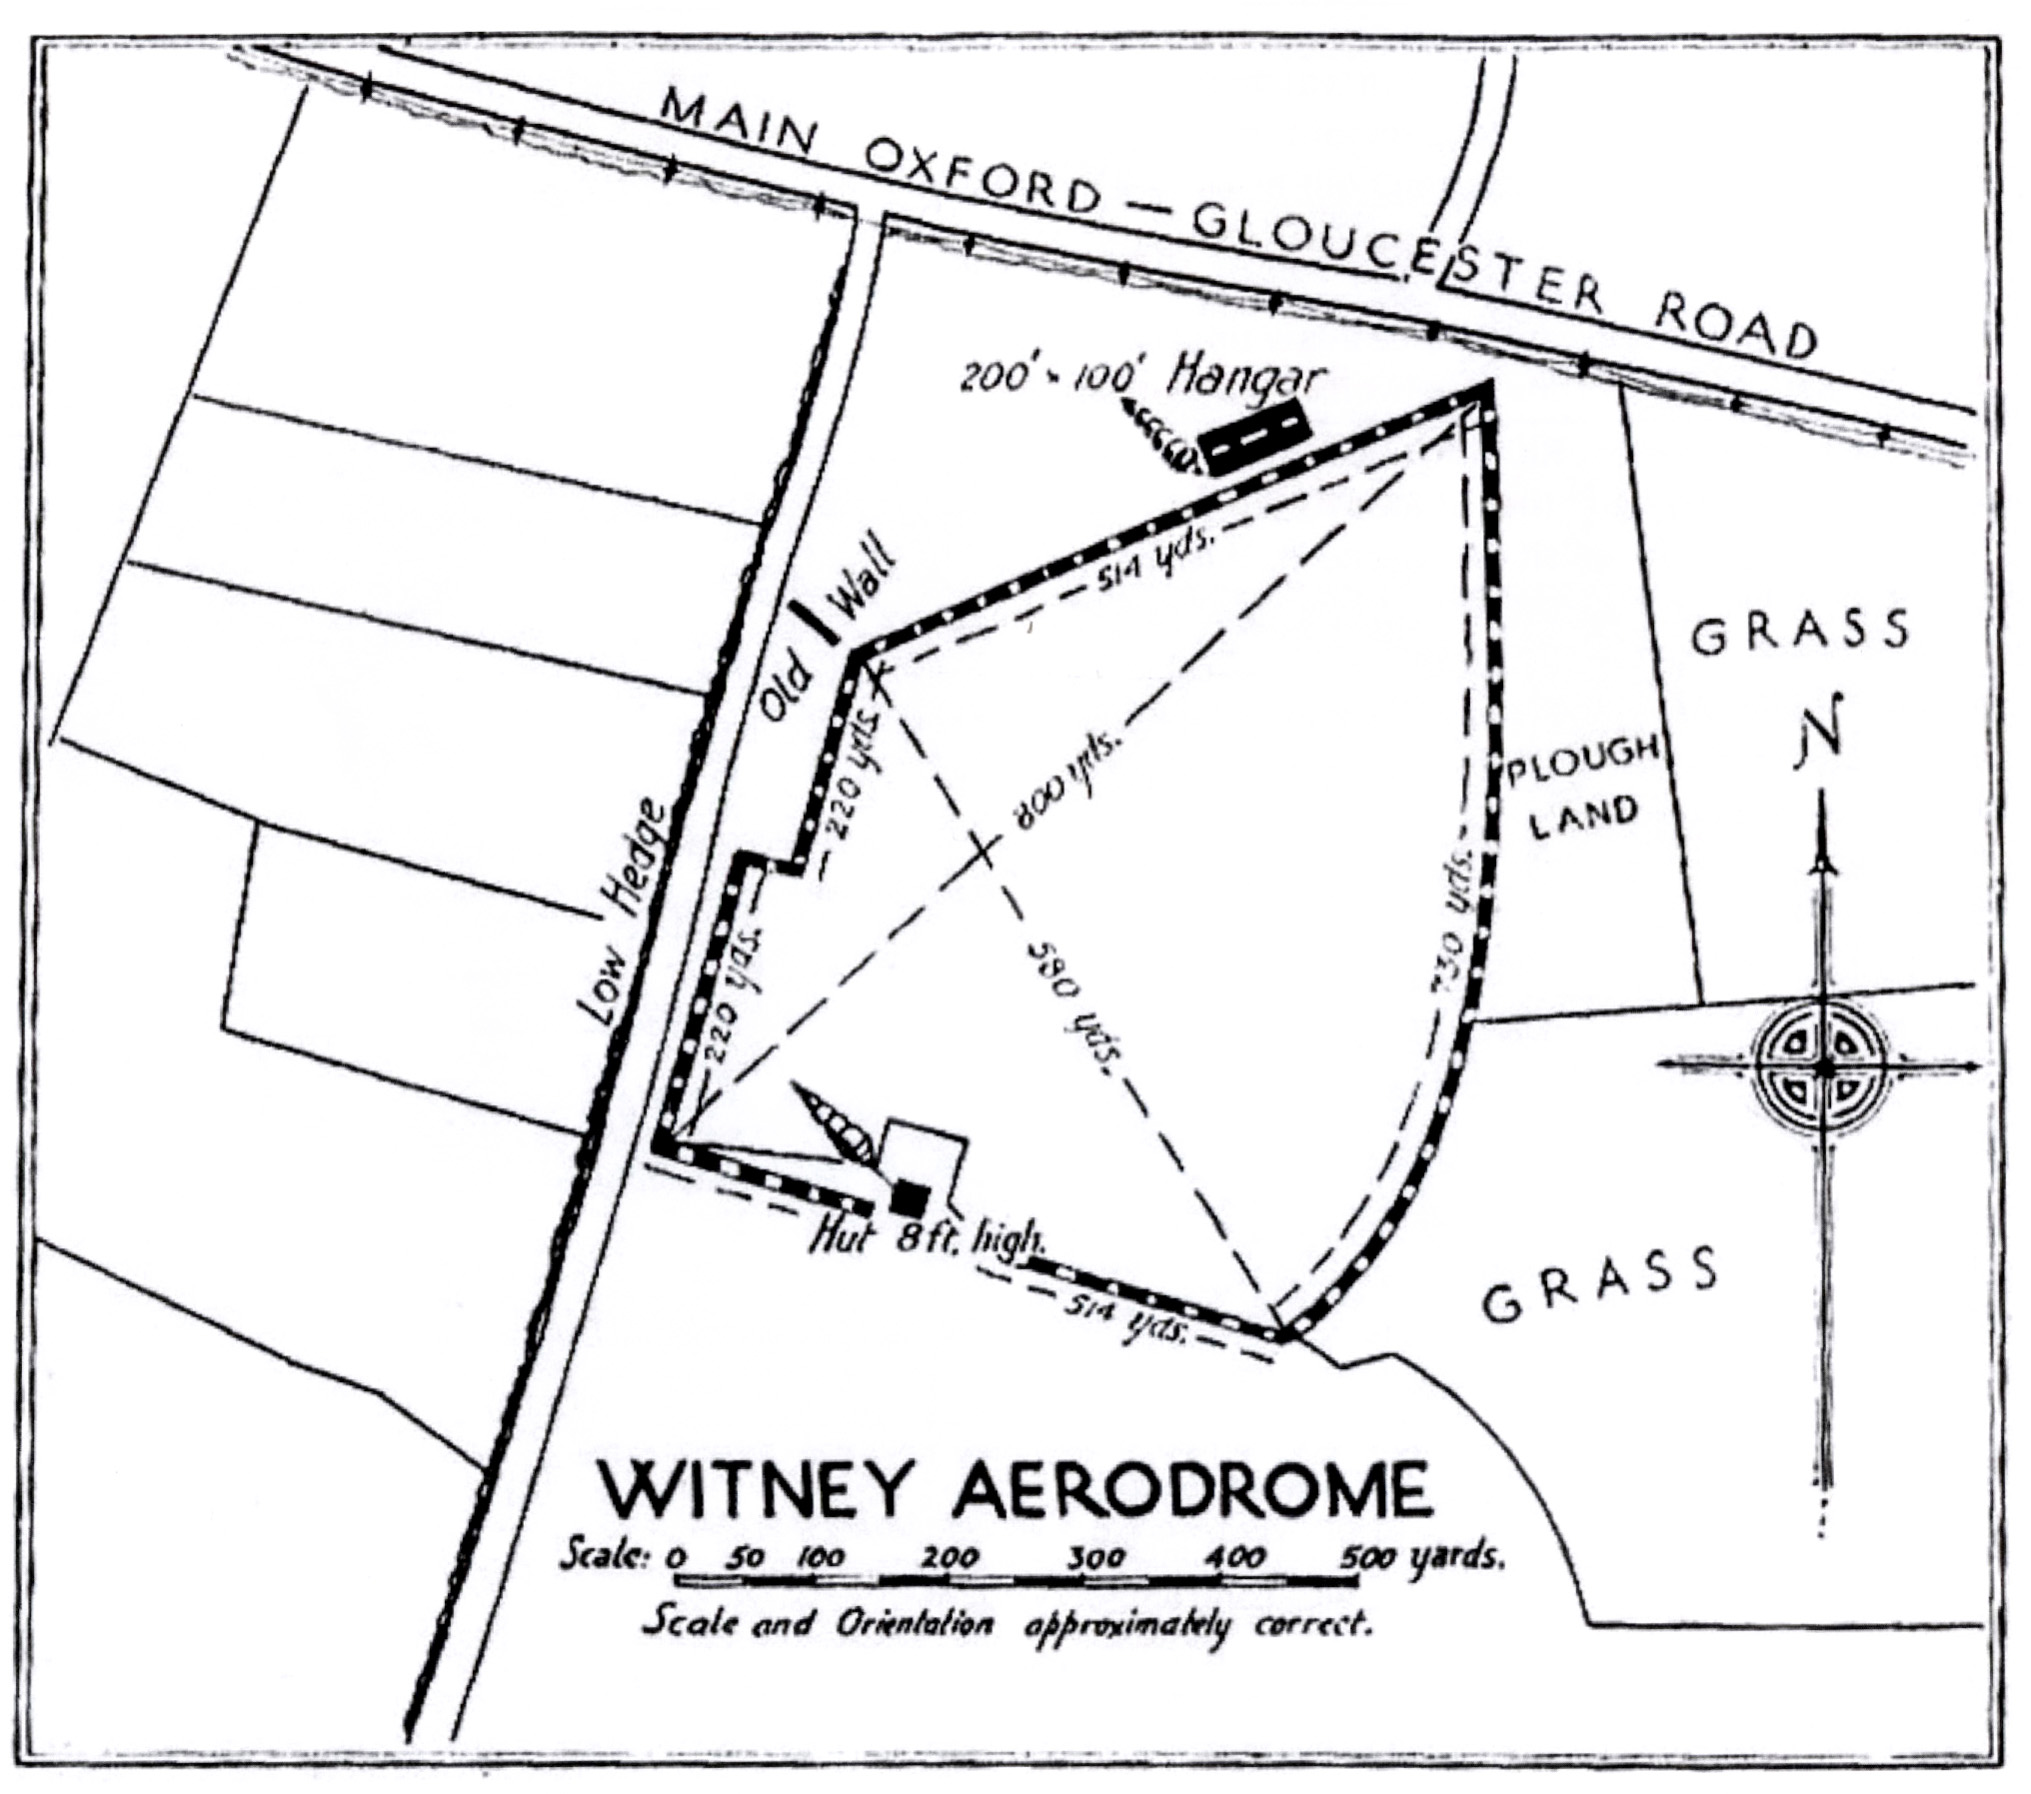 MAIN OXFORD — GLOUCESTER ROAD
200' × 100' Hangar
514 yds.
Old Wall
GRASS
N
220 yds.
800 yds.
PLOUGH
LAND
Low Hedge
730 yds.
220 yds.
580 yds.
Hut 8 ft. high.
514 yds.
GRASS
WITNEY AERODROME
Scale: 0 50 100 200 300 400 500 yards.
Scale and Orientation approximately correct.